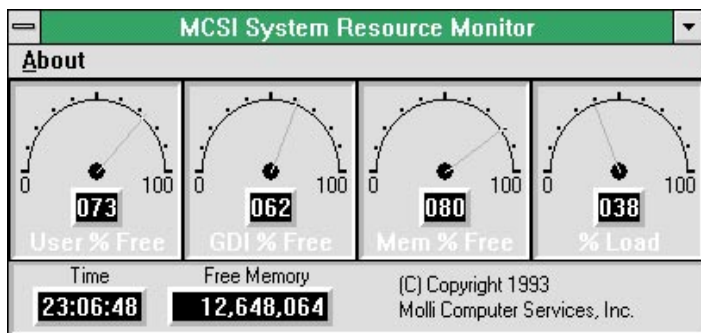 MCSI System Resource Monitor
About
0 100 0 100 0 100 0 100
073 062 080 038
User % Free GDI % Free Mem % Free % Load
Time Free Memory
23:06:48 12,648,064
(C) Copyright 1993
Molli Computer Services, Inc.